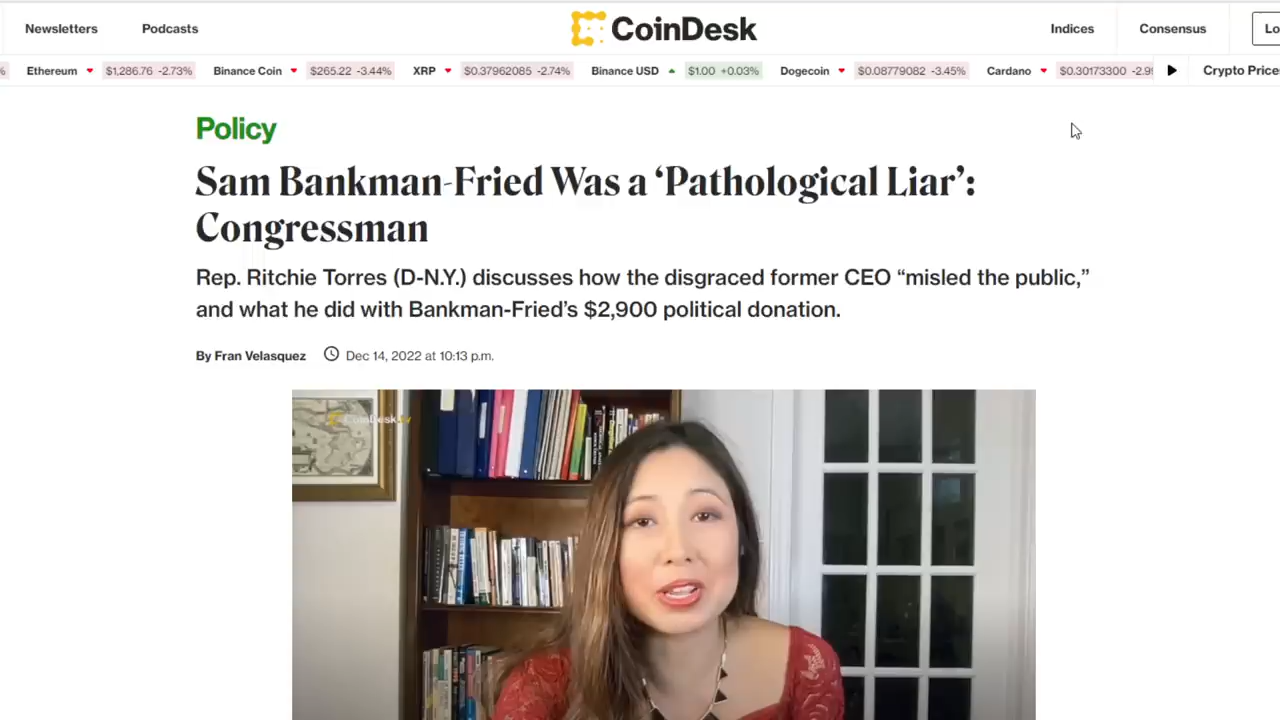 Newsletters Podcasts CoinDesk Indices Consensus Lo
% Ethereum $1,286.76 -2.73% Binance Coin $265.22 -3.44% XRP $0.37962085 -2.74% Binance USD $1.00 +0.03% Dogecoin $0.08779082 -3.45% Cardano $0.30173300 -2.9 Crypto Price
Policy
Sam Bankman-Fried Was a ‘Pathological Liar’:
Congressman
Rep. Ritchie Torres (D-N.Y.) discusses how the disgraced former CEO “misled the public,”
and what he did with Bankman-Fried’s $2,900 political donation.
By Fran Velasquez Dec 14, 2022 at 10:13 p.m.
CoinDesk tv